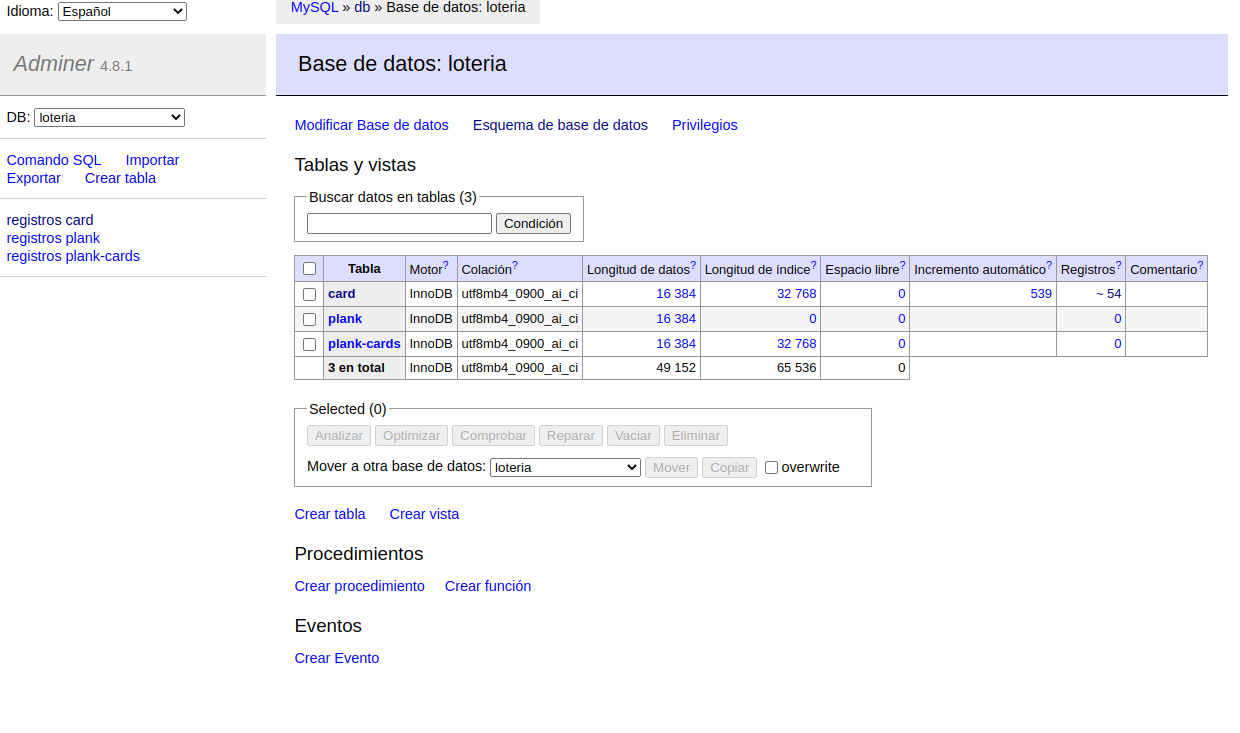 Idioma: Español
MySQL » db » Base de datos: loteria
Adminer 4.8.1
Base de datos: loteria
DB: loteria
Comando SQL Importar
Exportar Crear tabla
registros card
registros plank
registros plank-cards
Modificar Base de datos Esquema de base de datos Privilegios
Tablas y vistas
Buscar datos en tablas (3)
Condición
Tabla Motor? Colación? Longitud de datos? Longitud de índice? Espacio libre? Incremento automático? Registros? Comentario?
card InnoDB utf8mb4_0900_ai_ci 16 384 32 768 0 539 ~ 54
plank InnoDB utf8mb4_0900_ai_ci 16 384 0 0 0
plank-cards InnoDB utf8mb4_0900_ai_ci 16 384 32 768 0 0
3 en total InnoDB utf8mb4_0900_ai_ci 49 152 65 536 0
Selected (0)
Analizar Optimizar Comprobar Reparar Vaciar Eliminar
Mover a otra base de datos: loteria Mover Copiar overwrite
Crear tabla Crear vista
Procedimientos
Crear procedimiento Crear función
Eventos
Crear Evento